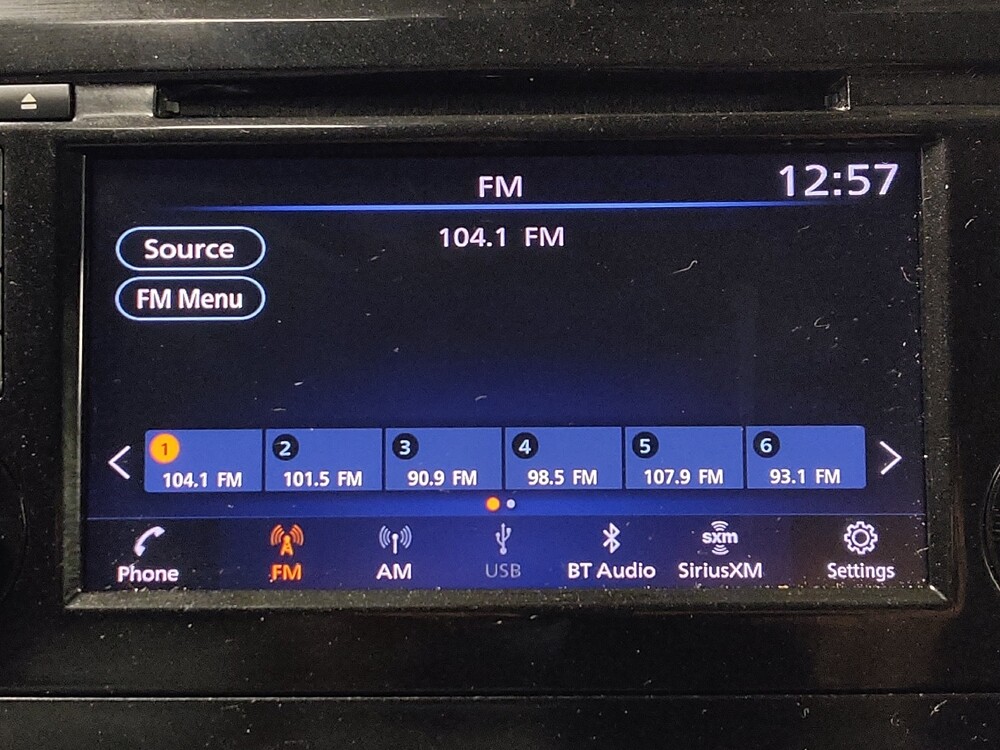 FM 12:57
104.1 FM
Source
FM Menu
1 2 3 4 5 6
104.1 FM 101.5 FM 90.9 FM 98.5 FM 107.9 FM 93.1 FM
sxm
Phone FM AM USB BT Audio SiriusXM Settings